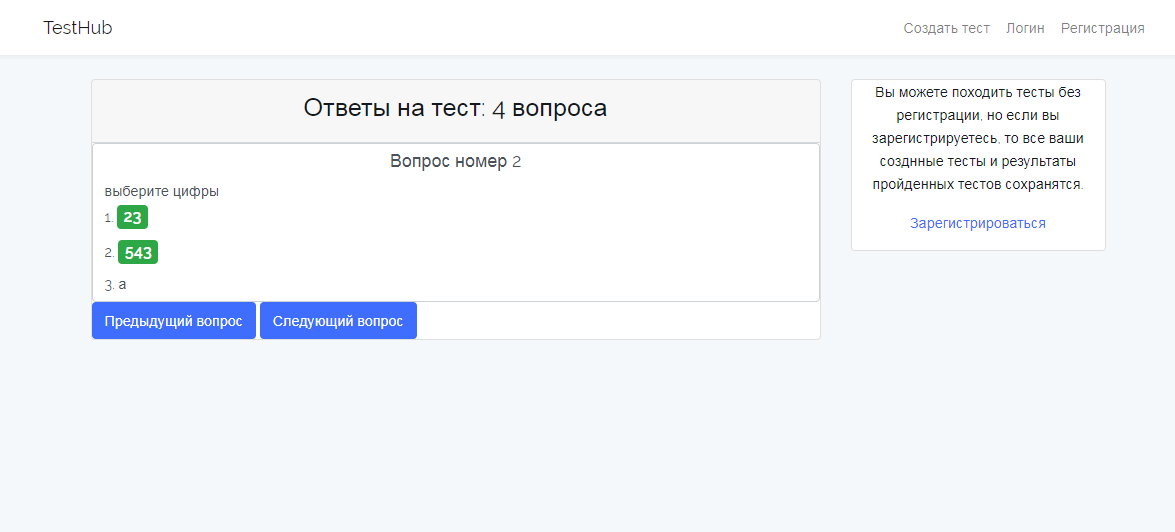 TestHub
Создать тест Логин Регистрация
Ответы на тест: 4 вопроса
Вопрос номер 2
выберите цифры
1. 23
2. 543
3. а
Предыдущий вопрос Следующий вопрос
Вы можете походить тесты без
регистрации, но если вы
зарегистрируетесь, то все ваши
созднные тесты и результаты
пройденных тестов сохранятся.
Зарегистрироваться